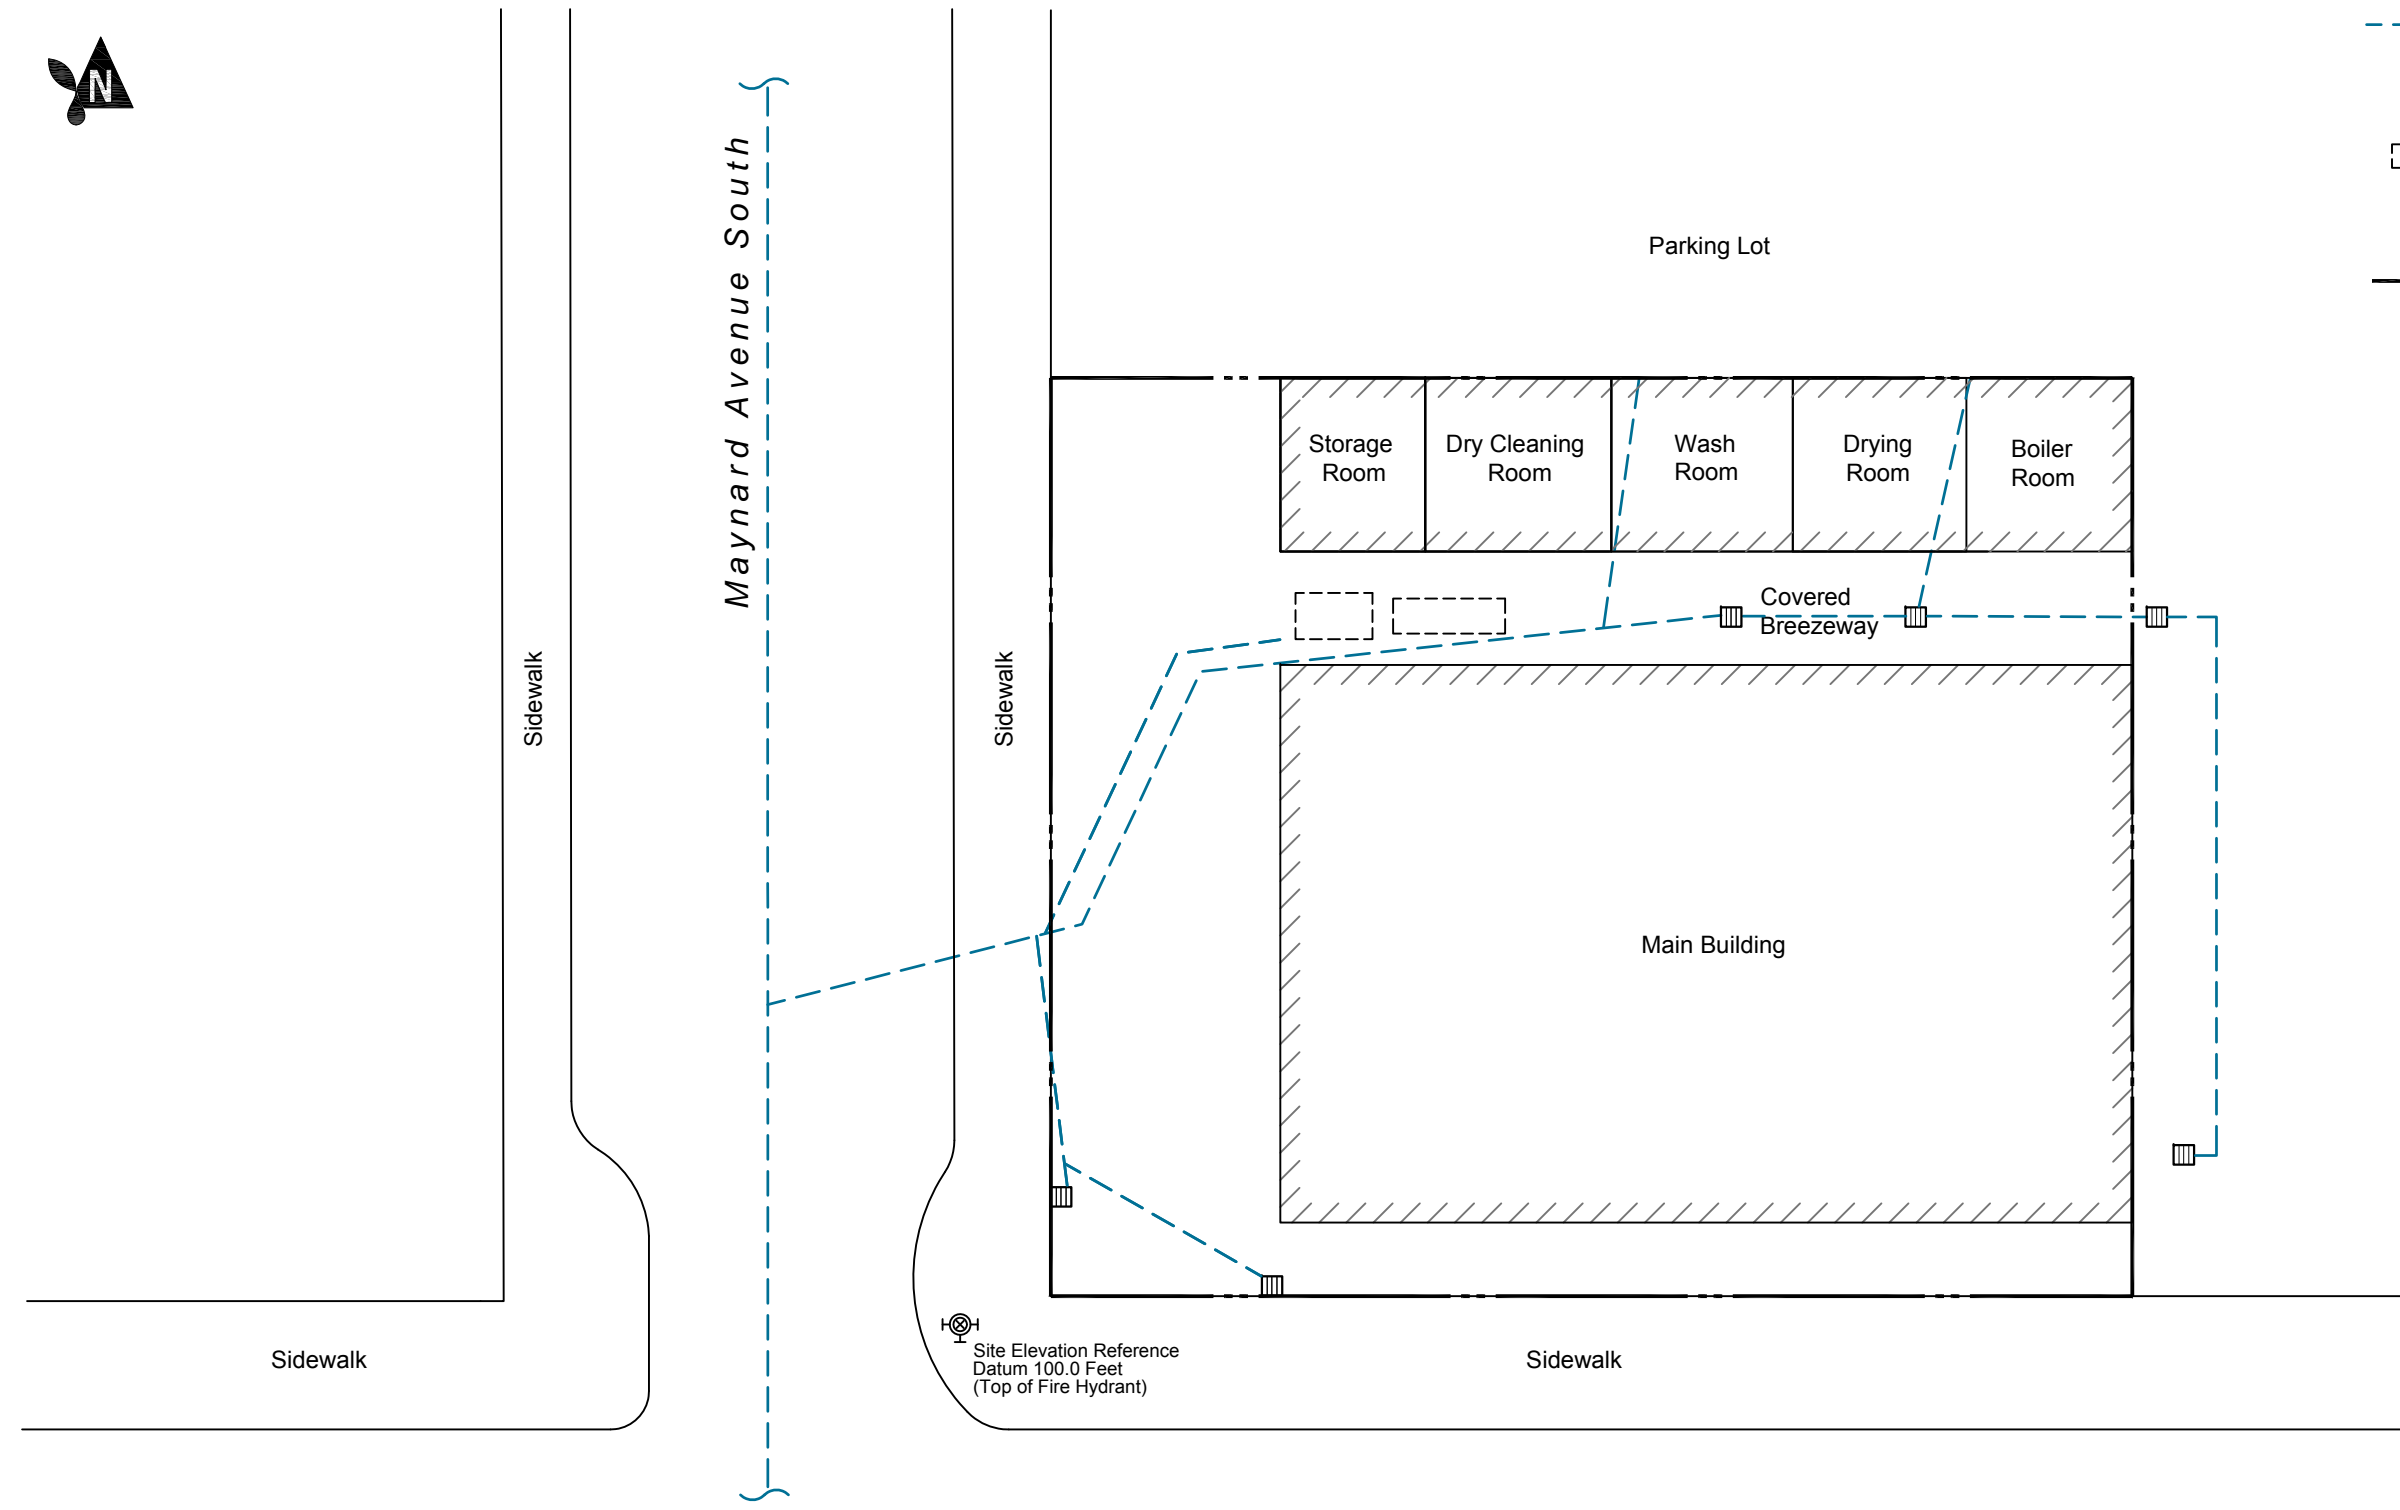 N
Maynard Avenue South
Parking Lot
Storage
Room
Dry Cleaning
Room
Wash
Room
Drying
Room
Boiler
Room
Covered
Breezeway
Sidewalk
Sidewalk
Main Building
Site Elevation Reference
Datum 100.0 Feet
(Top of Fire Hydrant)
Sidewalk
Sidewalk